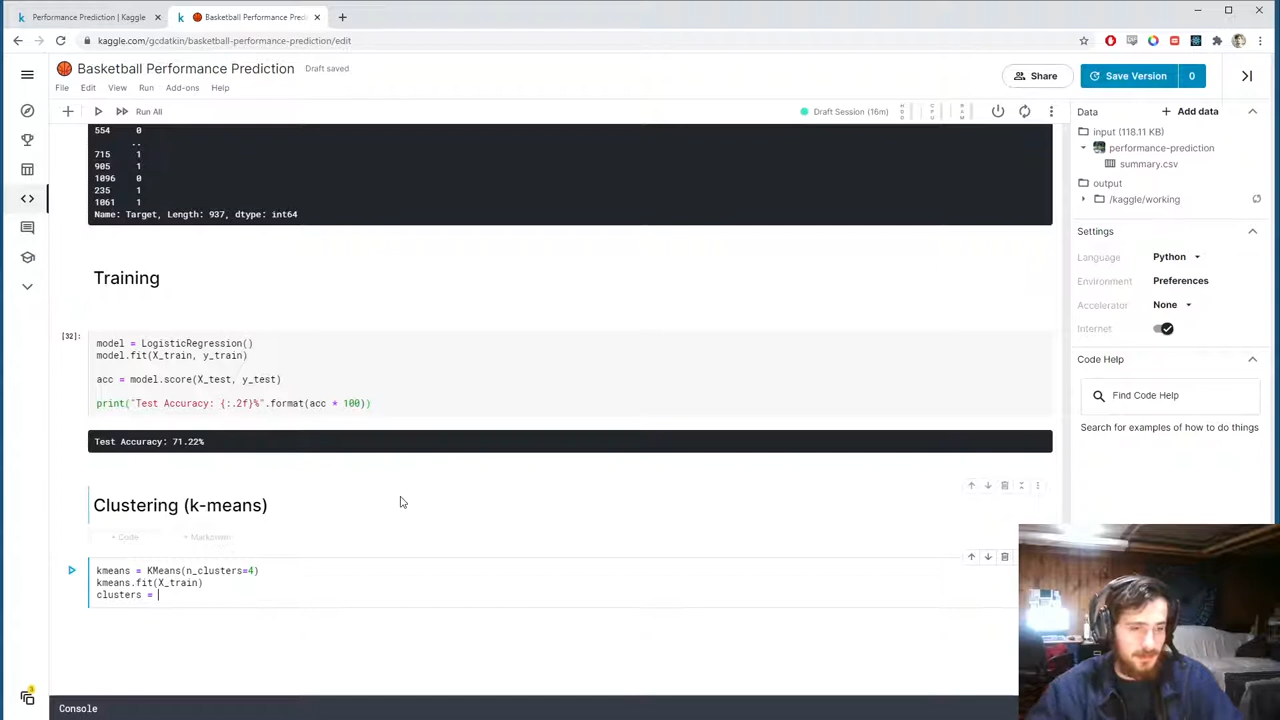 Performance Prediction | Kaggle
Basketball Performance Predic
kaggle.com/gcdatkin/basketball-performance-prediction/edit
Basketball Performance Prediction
Draft saved
File Edit View Run Add-ons Help
Share
Save Version 0
Run All
Draft Session (16m)
554 0
..
715 1
905 1
1096 0
235 1
1061 1
Name: Target, Length: 937, dtype: int64
Training
[32]:
model = LogisticRegression()
model.fit(X_train, y_train)
acc = model.score(X_test, y_test)
print("Test Accuracy: {:.2f}%".format(acc * 100))
Test Accuracy: 71.22%
Clustering (k-means)
+ Code + Markdown
kmeans = KMeans(n_clusters=4)
kmeans.fit(X_train)
clusters =
Console
Data
+ Add data
input (118.11 KB)
performance-prediction
summary.csv
output
/kaggle/working
Settings
Language Python
Environment Preferences
Accelerator None
Internet
Code Help
Find Code Help
Search for examples of how to do things